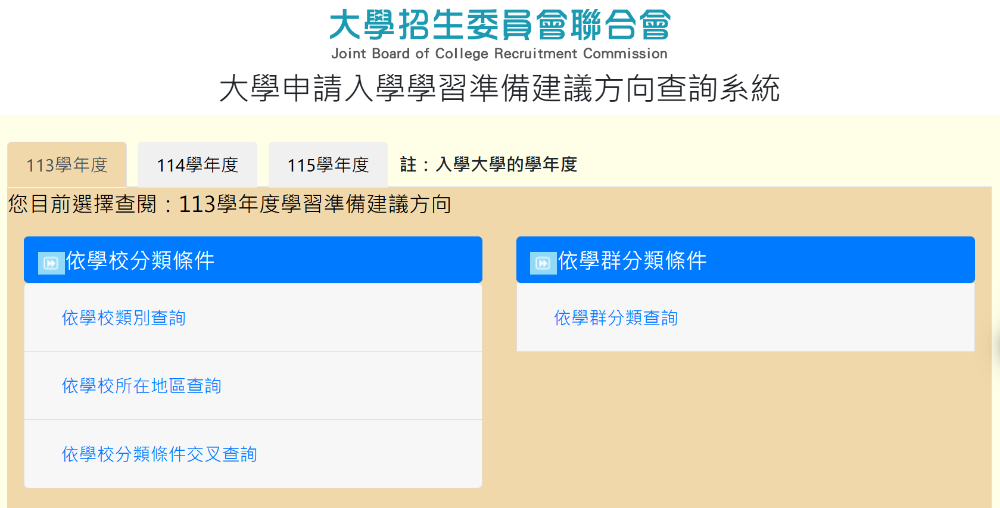 大學招生委員會聯合會
Joint Board of College Recruitment Commission
大學申請入學學習準備建議方向查詢系統
113學年度 114學年度 115學年度 註：入學大學的學年度
您目前選擇查閱：113學年度學習準備建議方向
依學校分類條件
依學校類別查詢
依學校所在地區查詢
依學校分類條件交叉查詢
依學群分類條件
依學群分類查詢